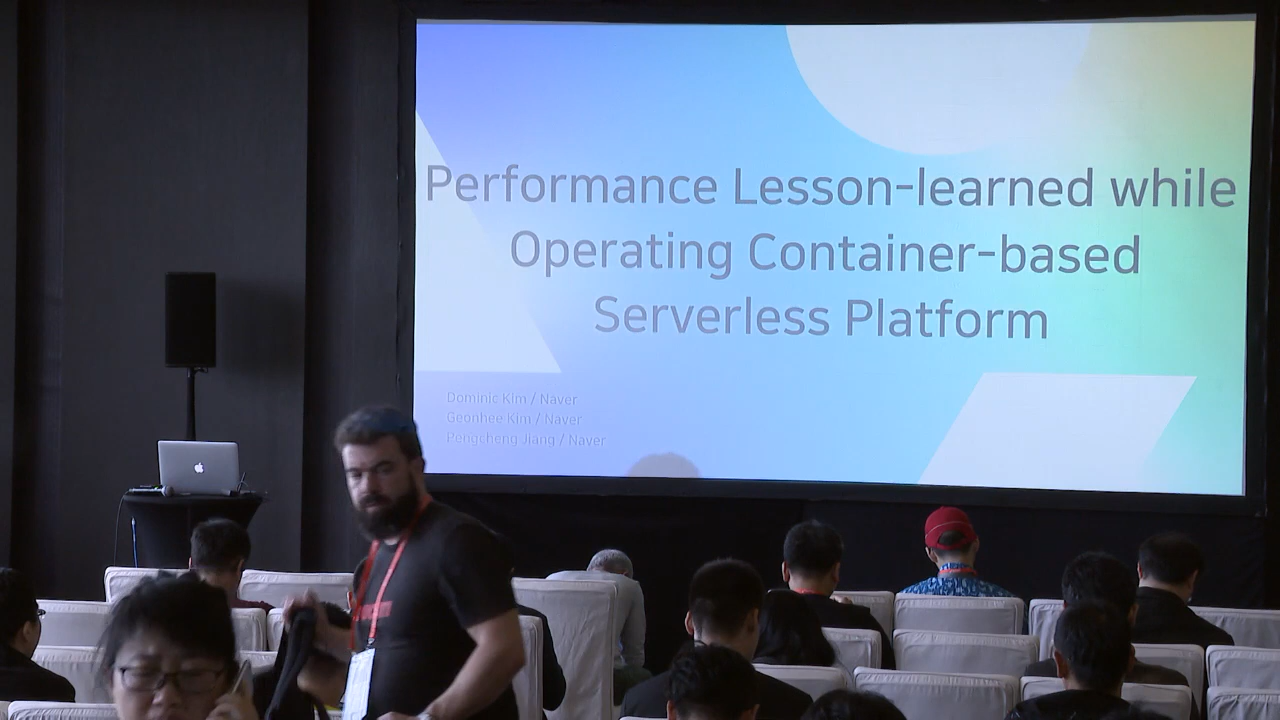 Performance Lesson-learned while
Operating Container-based
Serverless Platform
Dominic Kim / Naver
Geonhee Kim / Naver
Pengcheng Jiang / Naver